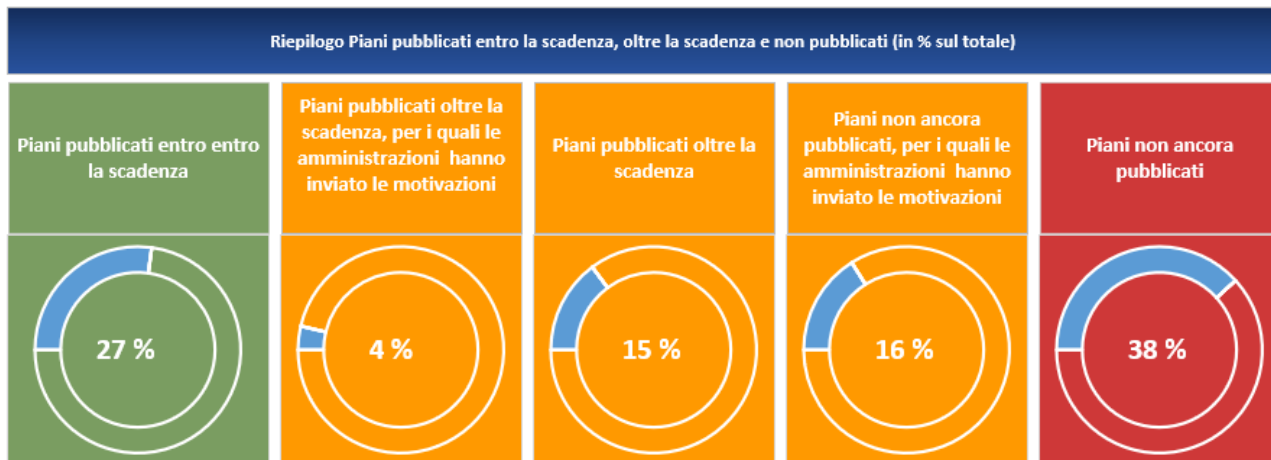 Riepilogo Piani pubblicati entro la scadenza, oltre la scadenza e non pubblicati (in % sul totale)
Piani pubblicati entro entro
la scadenza
Piani pubblicati oltre la
scadenza, per i quali le
amministrazioni hanno
inviato le motivazioni
Piani pubblicati oltre la
scadenza
Piani non ancora
pubblicati, per i quali le
amministrazioni hanno
inviato le motivazioni
Piani non ancora
pubblicati
27 %
4 %
15 %
16 %
38 %